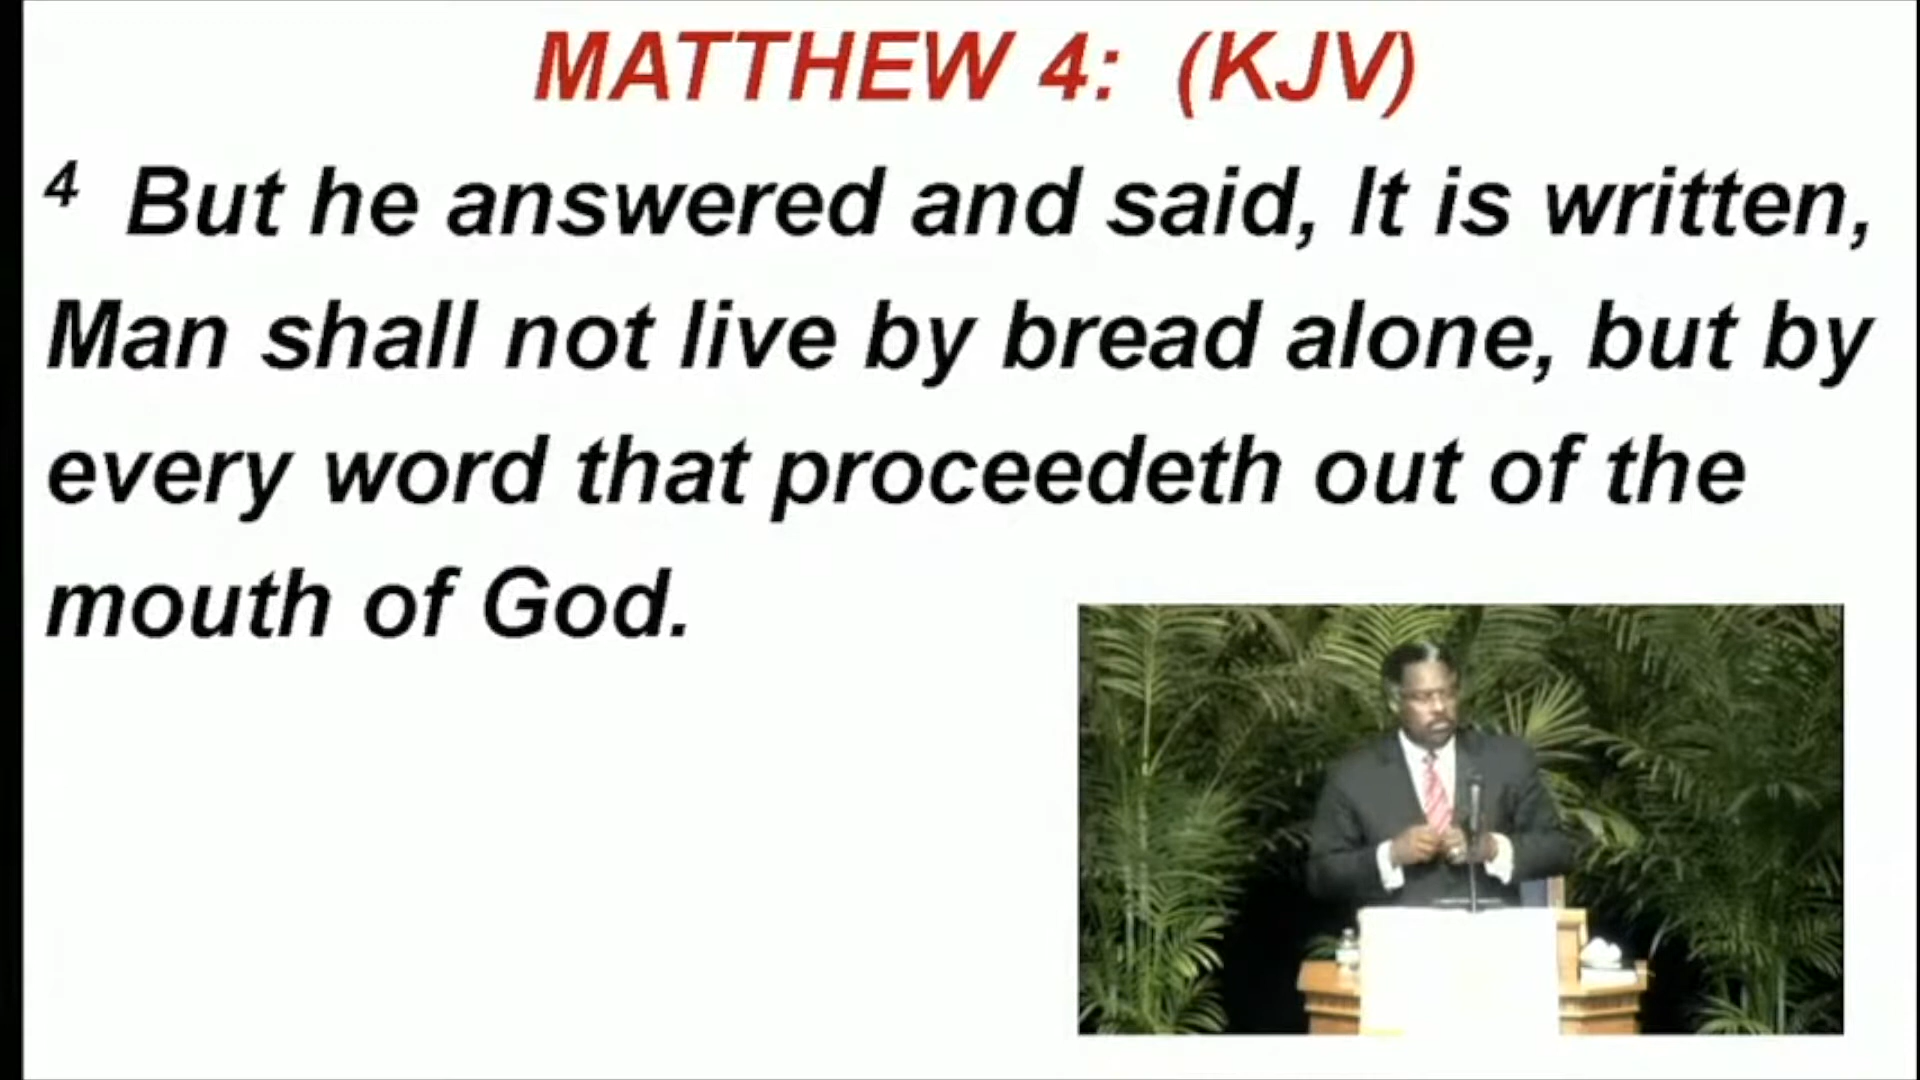 MATTHEW 4: (KJV)
4 But he answered and said, It is written,
Man shall not live by bread alone, but by
every word that proceedeth out of the
mouth of God.